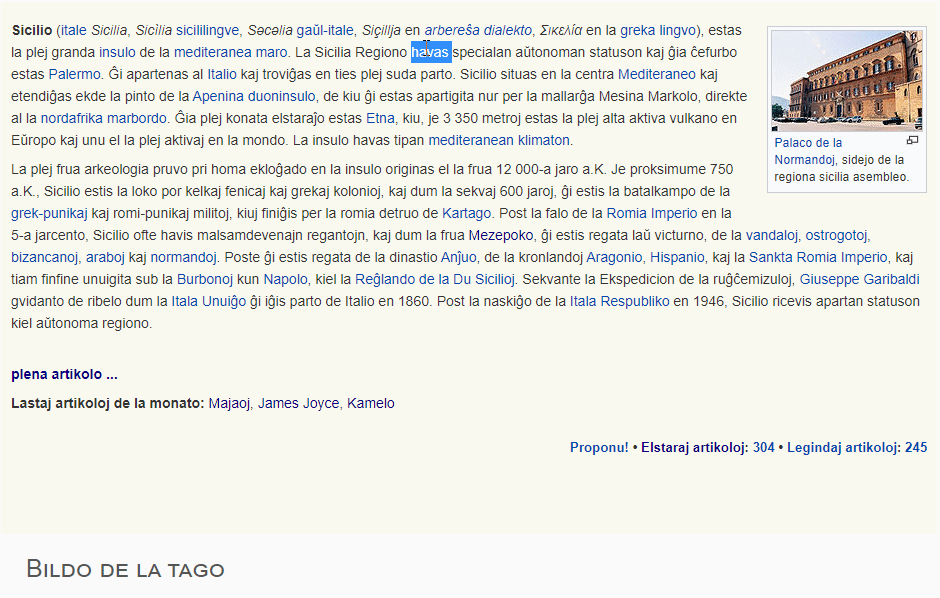 Sicilio (itale Sicilia, Sicìlia sicililingve, Səcəlia gaŭl-itale, Siçillja en arbereŝa dialekto, Σικελία en la greka lingvo), estas
la plej granda insulo de la mediteranea maro. La Sicilia Regiono havas specialan aŭtonoman statuson kaj ĝia ĉefurbo
estas Palermo. Ĝi apartenas al Italio kaj troviĝas en ties plej suda parto. Sicilio situas en la centra Mediteraneo kaj
etendiĝas ekde la pinto de la Apenina duoninsulo, de kiu ĝi estas apartigita nur per la mallarĝa Mesina Markolo, direkte
al la nordafrika marbordo. Ĝia plej konata elstaraĵo estas Etna, kiu, je 3 350 metroj estas la plej alta aktiva vulkano en
Eŭropo kaj unu el la plej aktivaj en la mondo. La insulo havas tipan mediteranean klimaton.
Palaco de la
Normandoj, sidejo de la
regiona sicilia asembleo.
La plej frua arkeologia pruvo pri homa ekloĝado en la insulo originas el la frua 12 000-a jaro a.K. Je proksimume 750
a.K., Sicilio estis la loko por kelkaj fenicaj kaj grekaj kolonioj, kaj dum la sekvaj 600 jaroj, ĝi estis la batalkampo de la
grek-punikaj kaj romi-punikaj militoj, kiuj finiĝis per la romia detruo de Kartago. Post la falo de la Romia Imperio en la
5-a jarcento, Sicilio ofte havis malsamdevenajn regantojn, kaj dum la frua Mezepoko, ĝi estis regata laŭ victurno, de la vandaloj, ostrogotoj,
bizancanoj, araboj kaj normandoj. Poste ĝi estis regata de la dinastio Anĵuo, de la kronlandoj Aragonio, Hispanio, kaj la Sankta Romia Imperio, kaj
tiam finfine unuigita sub la Burbonoj kun Napolo, kiel la Reĝlando de la Du Sicilioj. Sekvante la Ekspedicion de la ruĝĉemizuloj, Giuseppe Garibaldi
gvidanto de ribelo dum la Itala Unuiĝo ĝi iĝis parto de Italio en 1860. Post la naskiĝo de la Itala Respubliko en 1946, Sicilio ricevis apartan statuson
kiel aŭtonoma regiono.
plena artikolo ...
Lastaj artikoloj de la monato: Majaoj, James Joyce, Kamelo
Proponu! • Elstaraj artikoloj: 304 • Legindaj artikoloj: 245
Bildo de la tago